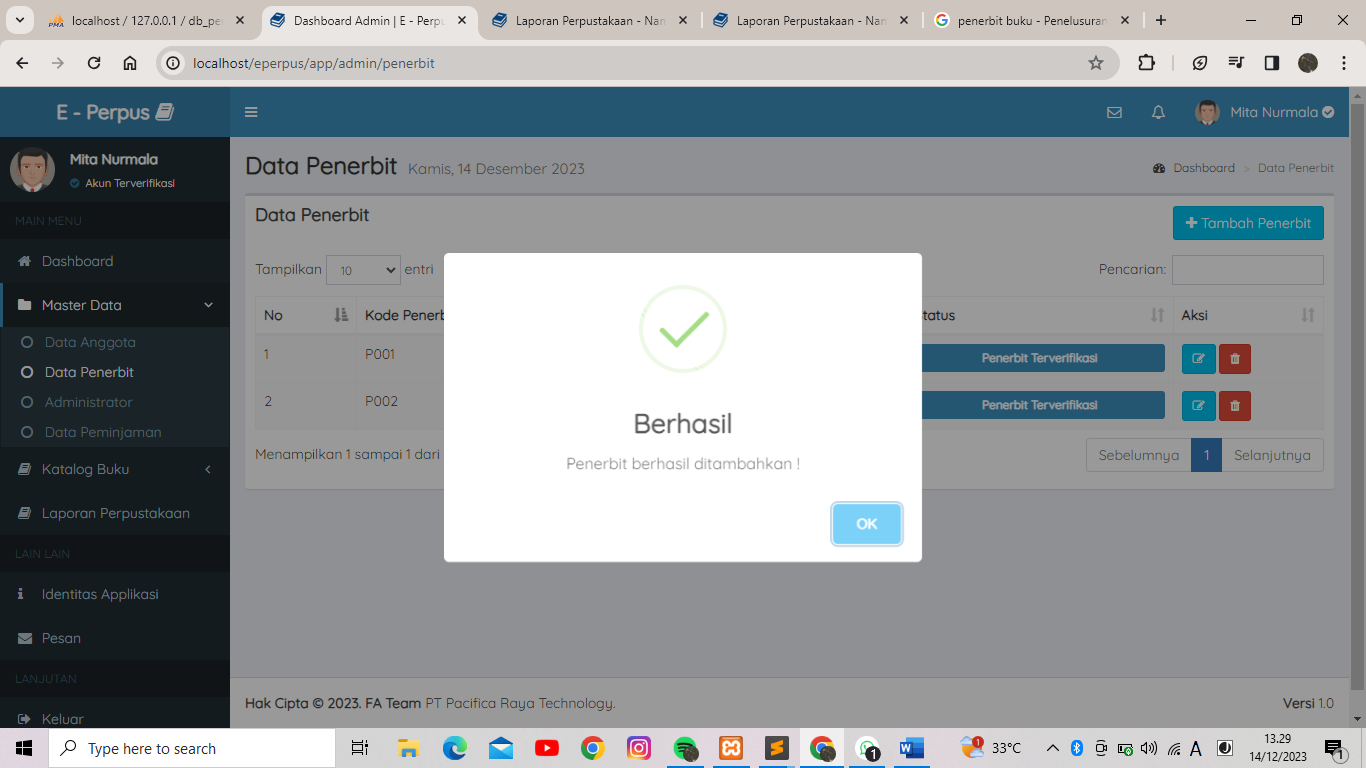 localhost / 127.0.0.1 / db_pe
Dashboard Admin | E - Perpu
Laporan Perpustakaan - Nam
Laporan Perpustakaan - Nam
penerbit buku - Penelusuran
localhost/eperpus/app/admin/penerbit
E - Perpus
Mita Nurmala
Mita Nurmala
Akun Terverifikasi
MAIN MENU
Dashboard
Master Data
Data Anggota
Data Penerbit
Administrator
Data Peminjaman
Katalog Buku
Laporan Perpustakaan
LAIN LAIN
Identitas Applikasi
Pesan
LANJUTAN
Keluar
Data Penerbit Kamis, 14 Desember 2023
Dashboard > Data Penerbit
Data Penerbit
+ Tambah Penerbit
Tampilkan 10 entri
Pencarian:
No Kode Penerb tatus Aksi
1 P001 Penerbit Terverifikasi
2 P002 Penerbit Terverifikasi
Menampilkan 1 sampai 1 dari
Sebelumnya 1 Selanjutnya
Berhasil
Penerbit berhasil ditambahkan !
OK
Hak Cipta © 2023. FA Team PT Pacifica Raya Technology.
Versi 1.0
Type here to search
1
1
33°C
A
13.29
14/12/2023
1